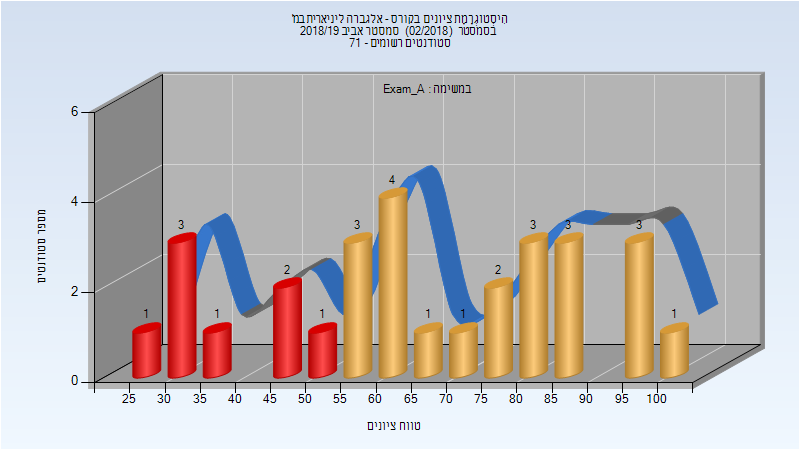 היסטוגרמת ציונים בקורס - אלגברה ליניארית במ'
בסמסטר (02/2018) סמסטר אביב 2018/19
סטודנטים רשומים - 71
במשימה : Exam_A
מספר סטודנטים
6
4
2
0
1
3
1
2
1
3
4
1
1
2
3
3
3
1
25 30 35 40 45 50 55 60 65 70 75 80 85 90 95 100
טווח ציונים